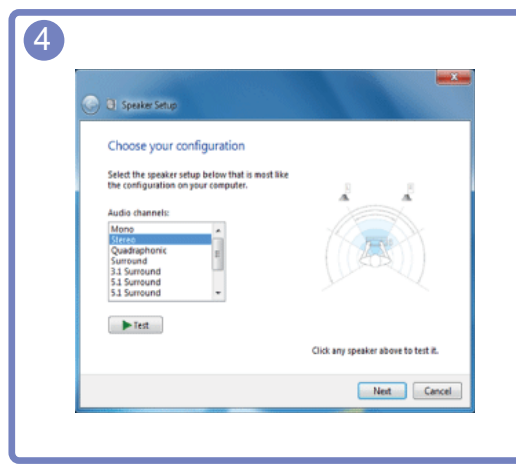 4
Speaker Setup
Choose your configuration
Select the speaker setup below that is most like
the configuration on your computer.
Audio channels:
Mono
Stereo
Quadraphonic
Surround
3.1 Surround
5.1 Surround
5.1 Surround
Test
Click any speaker above to test it.
Next
Cancel